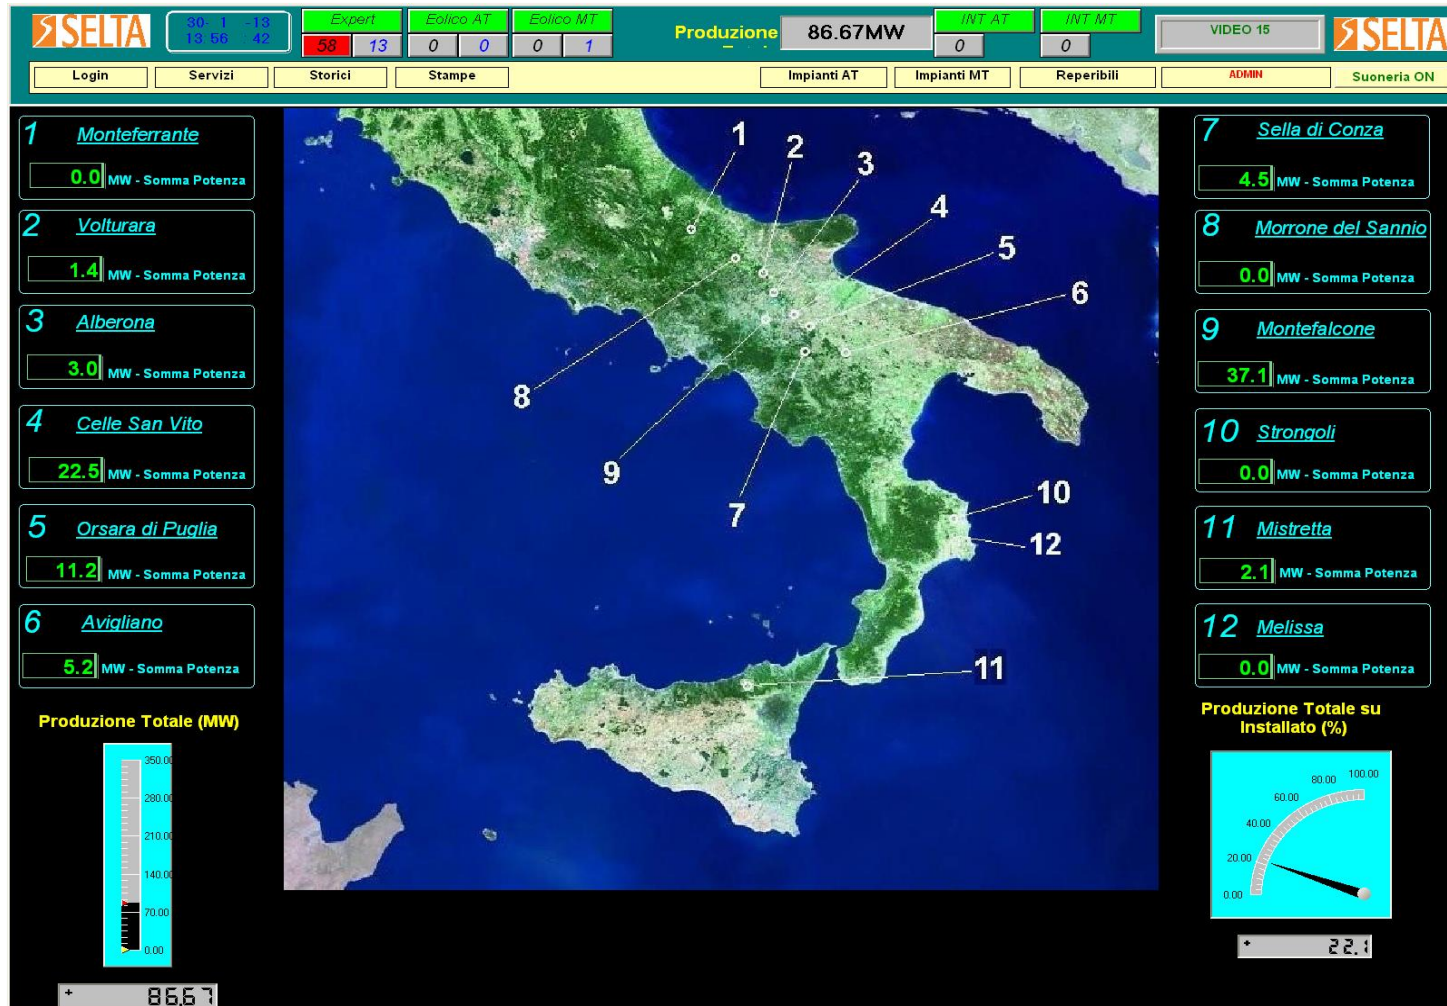 SELTA
30- 1 -13
13:56 :42
Expert
58 13
Eolico AT
0 0
Eolico MT
0 1
Produzione
86.67MW
INT AT
0
INT MT
0
VIDEO 15
SELTA
Login Servizi Storici Stampe Impianti AT Impianti MT Reperibili ADMIN Suoneria ON
1 Monteferrante
0.0 MW - Somma Potenza
2 Volturara
1.4 MW - Somma Potenza
3 Alberona
3.0 MW - Somma Potenza
4 Celle San Vito
22.5 MW - Somma Potenza
5 Orsara di Puglia
11.2 MW - Somma Potenza
6 Avigliano
5.2 MW - Somma Potenza
Produzione Totale (MW)
350.00
280.00
210.00
140.00
70.00
0.00
+ 86.67
1
2
3
4
5
6
8
9
7
10
12
11
7 Sella di Conza
4.5 MW - Somma Potenza
8 Morrone del Sannio
0.0 MW - Somma Potenza
9 Montefalcone
37.1 MW - Somma Potenza
10 Strongoli
0.0 MW - Somma Potenza
11 Mistretta
2.1 MW - Somma Potenza
12 Melissa
0.0 MW - Somma Potenza
Produzione Totale su
Installato (%)
80.00 100.00
60.00
40.00
20.00
0.00
+ 22.1